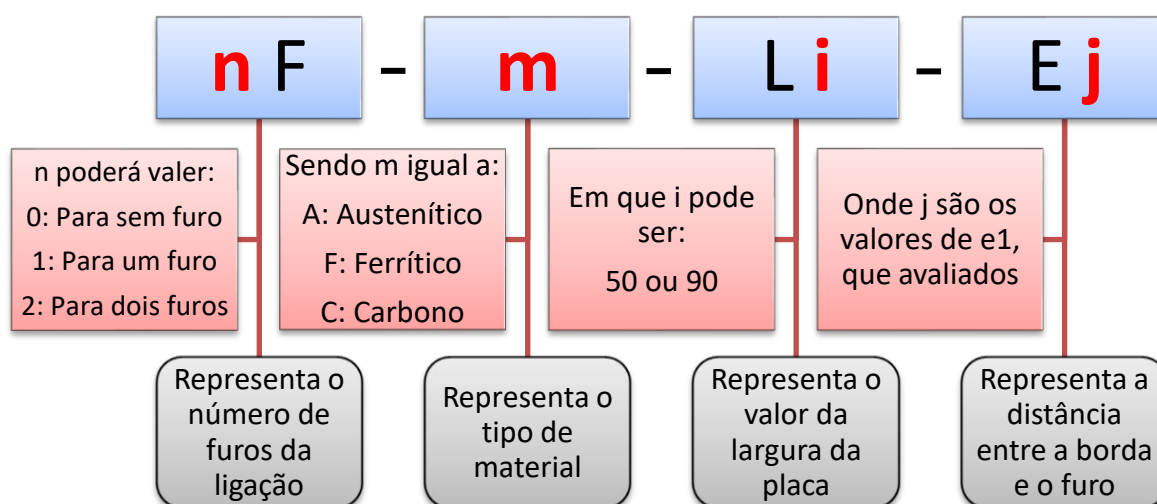 n F – m – L i – E j
n poderá valer:
0: Para sem furo
1: Para um furo
2: Para dois furos
Sendo m igual a:
A: Austenítico
F: Ferrítico
C: Carbono
Em que i pode
ser:
50 ou 90
Onde j são os
valores de e1,
que avaliados
Representa o
número de
furos da
ligação
Representa o
tipo de
material
Representa o
valor da
largura da
placa
Representa a
distância
entre a borda
e o furo